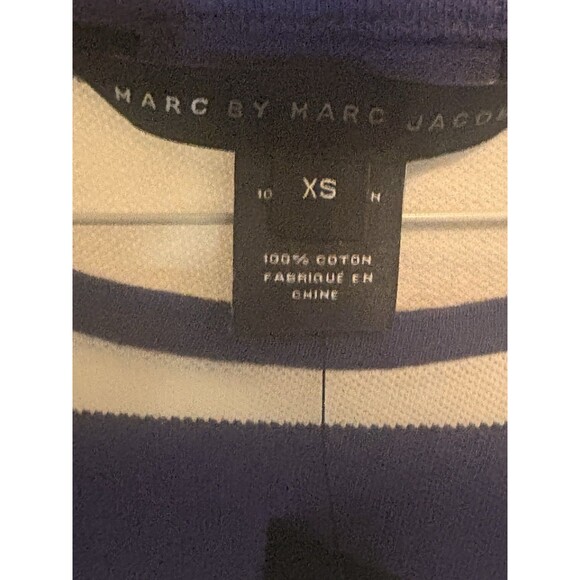 MARC BY MARC JACOB
10 XS N
100% COTON
FABRIQUÉ EN
CHINE